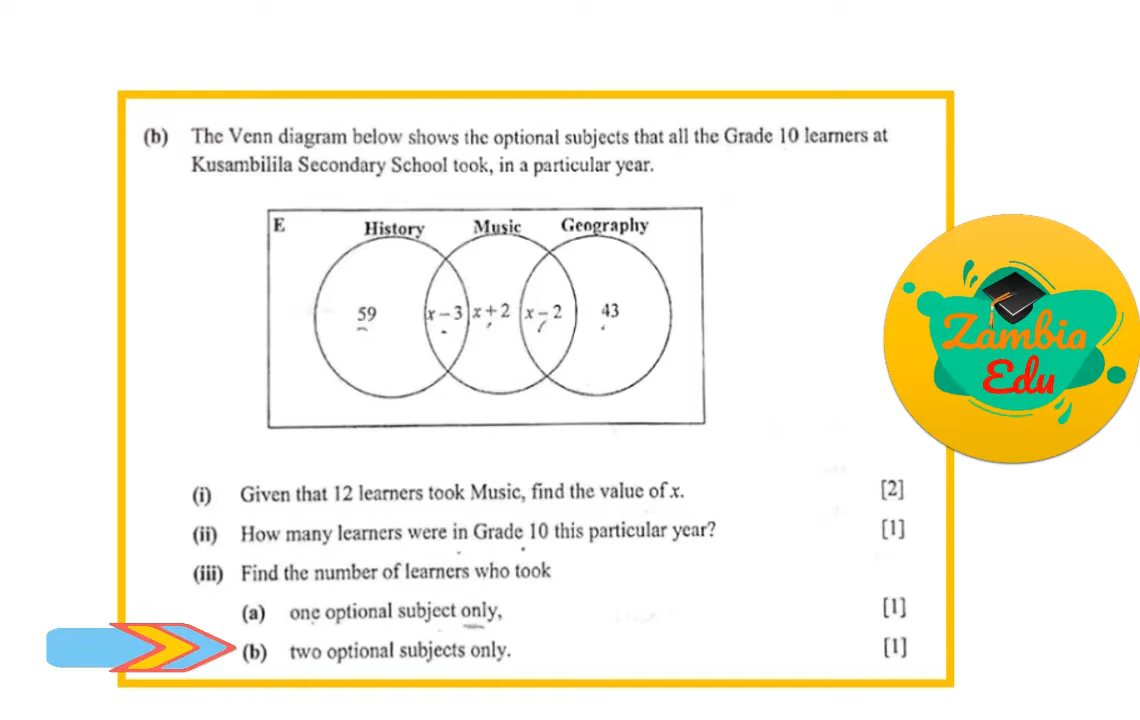 (b) The Venn diagram below shows the optional subjects that all the Grade 10 learners at
Kusambilila Secondary School took, in a particular year.
E History Music Geography
59 x – 3 x + 2 x – 2 43
(i) Given that 12 learners took Music, find the value of x. [2]
(ii) How many learners were in Grade 10 this particular year? [1]
(iii) Find the number of learners who took
(a) one optional subject only, [1]
(b) two optional subjects only. [1]
Zambia
Edu